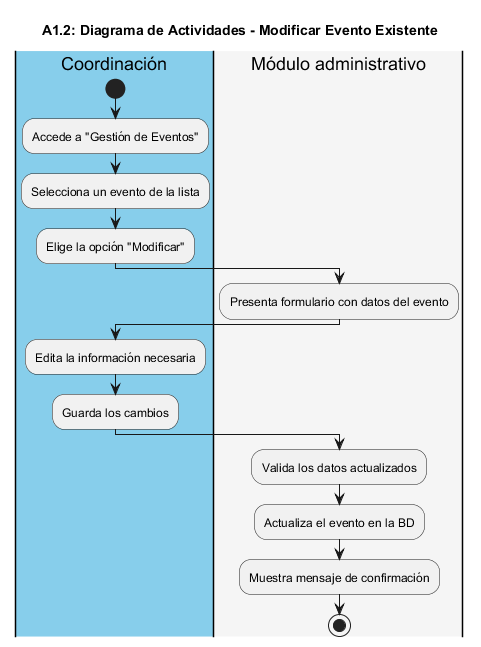 A1.2: Diagrama de Actividades - Modificar Evento Existente
Coordinación
Módulo administrativo
Accede a "Gestión de Eventos"
Selecciona un evento de la lista
Elige la opción "Modificar"
Presenta formulario con datos del evento
Edita la información necesaria
Guarda los cambios
Valida los datos actualizados
Actualiza el evento en la BD
Muestra mensaje de confirmación